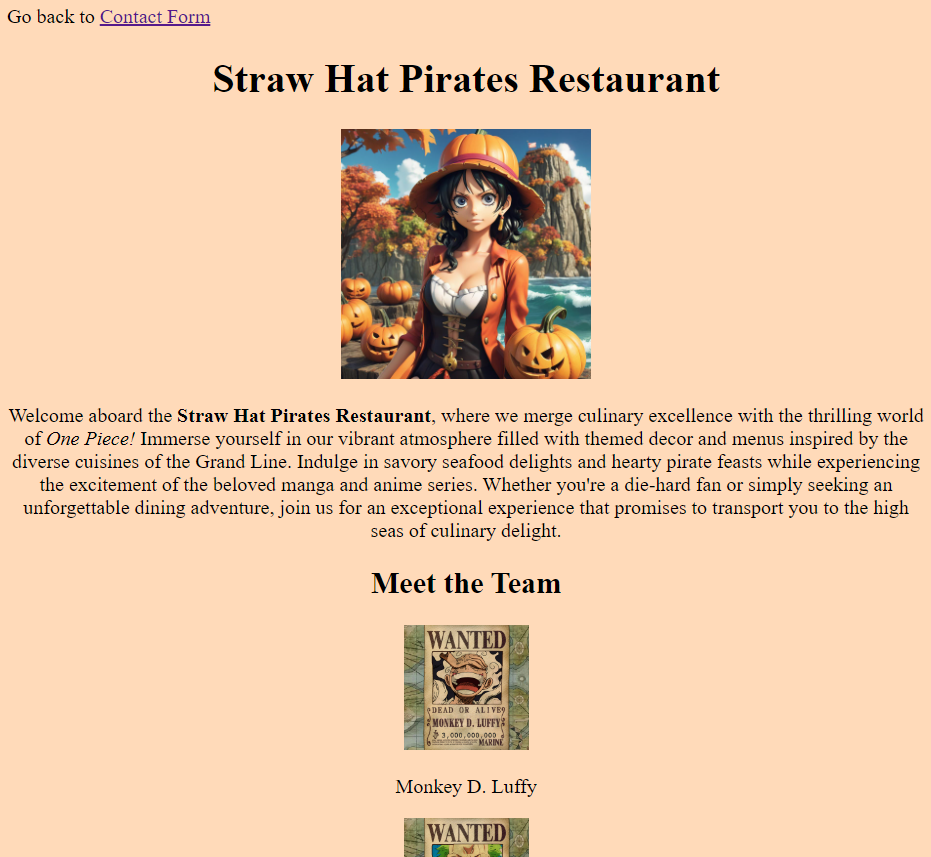 Go back to Contact Form
Straw Hat Pirates Restaurant
Welcome aboard the Straw Hat Pirates Restaurant, where we merge culinary excellence with the thrilling world
of One Piece! Immerse yourself in our vibrant atmosphere filled with themed decor and menus inspired by the
diverse cuisines of the Grand Line. Indulge in savory seafood delights and hearty pirate feasts while experiencing
the excitement of the beloved manga and anime series. Whether you're a die-hard fan or simply seeking an
unforgettable dining adventure, join us for an exceptional experience that promises to transport you to the high
seas of culinary delight.
Meet the Team
WANTED
DEAD OR ALIVE
MONKEY D. LUFFY
3,000,000,000
MARINE
Monkey D. Luffy
WANTED